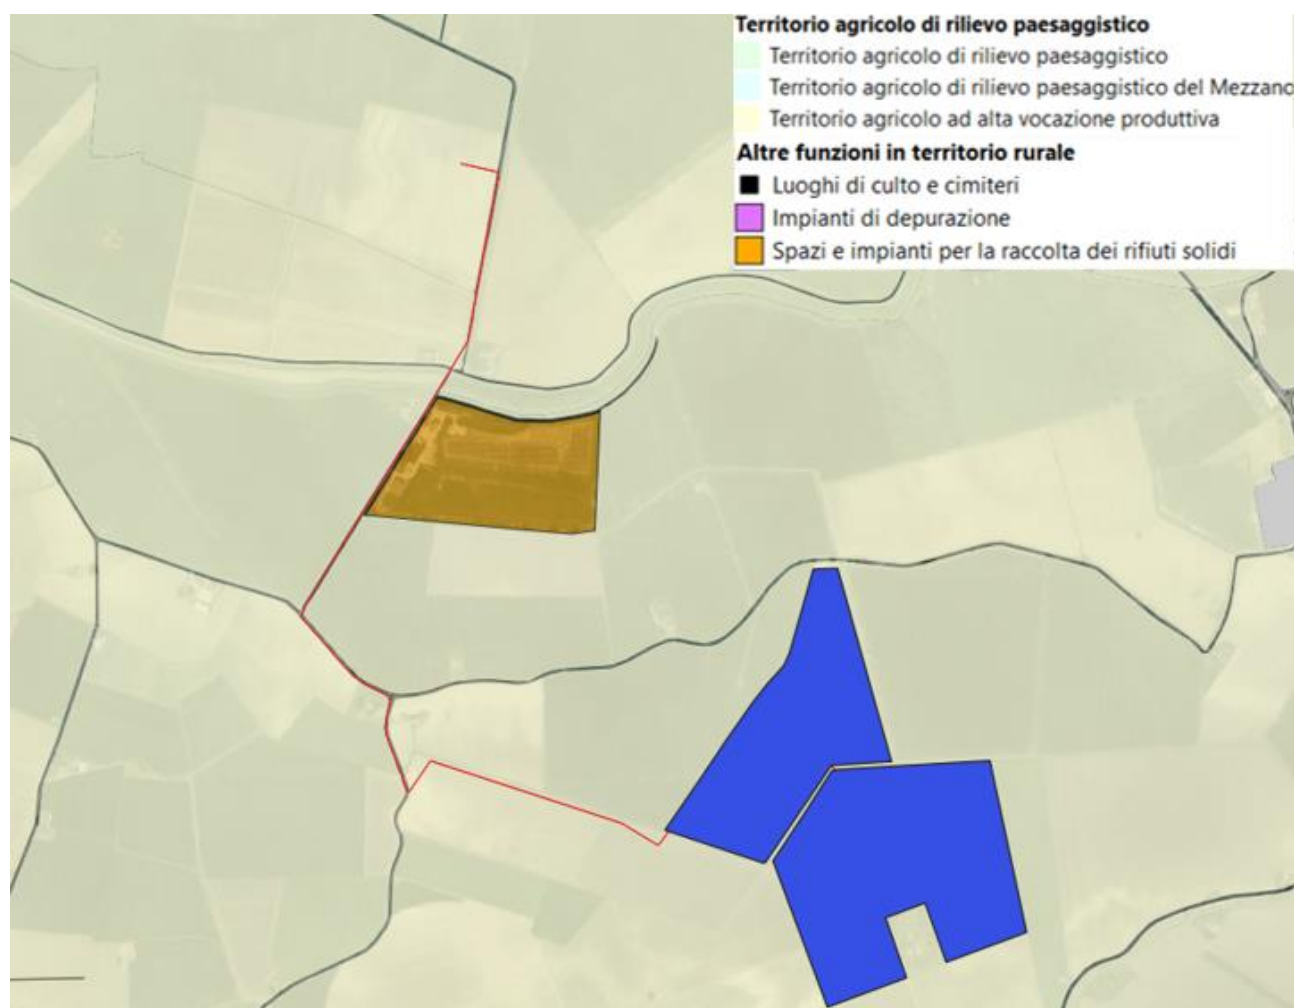 Territorio agricolo di rilievo paesaggistico
Territorio agricolo di rilievo paesaggistico
Territorio agricolo di rilievo paesaggistico del Mezzano
Territorio agricolo ad alta vocazione produttiva
Altre funzioni in territorio rurale
Luoghi di culto e cimiteri
Impianti di depurazione
Spazi e impianti per la raccolta dei rifiuti solidi